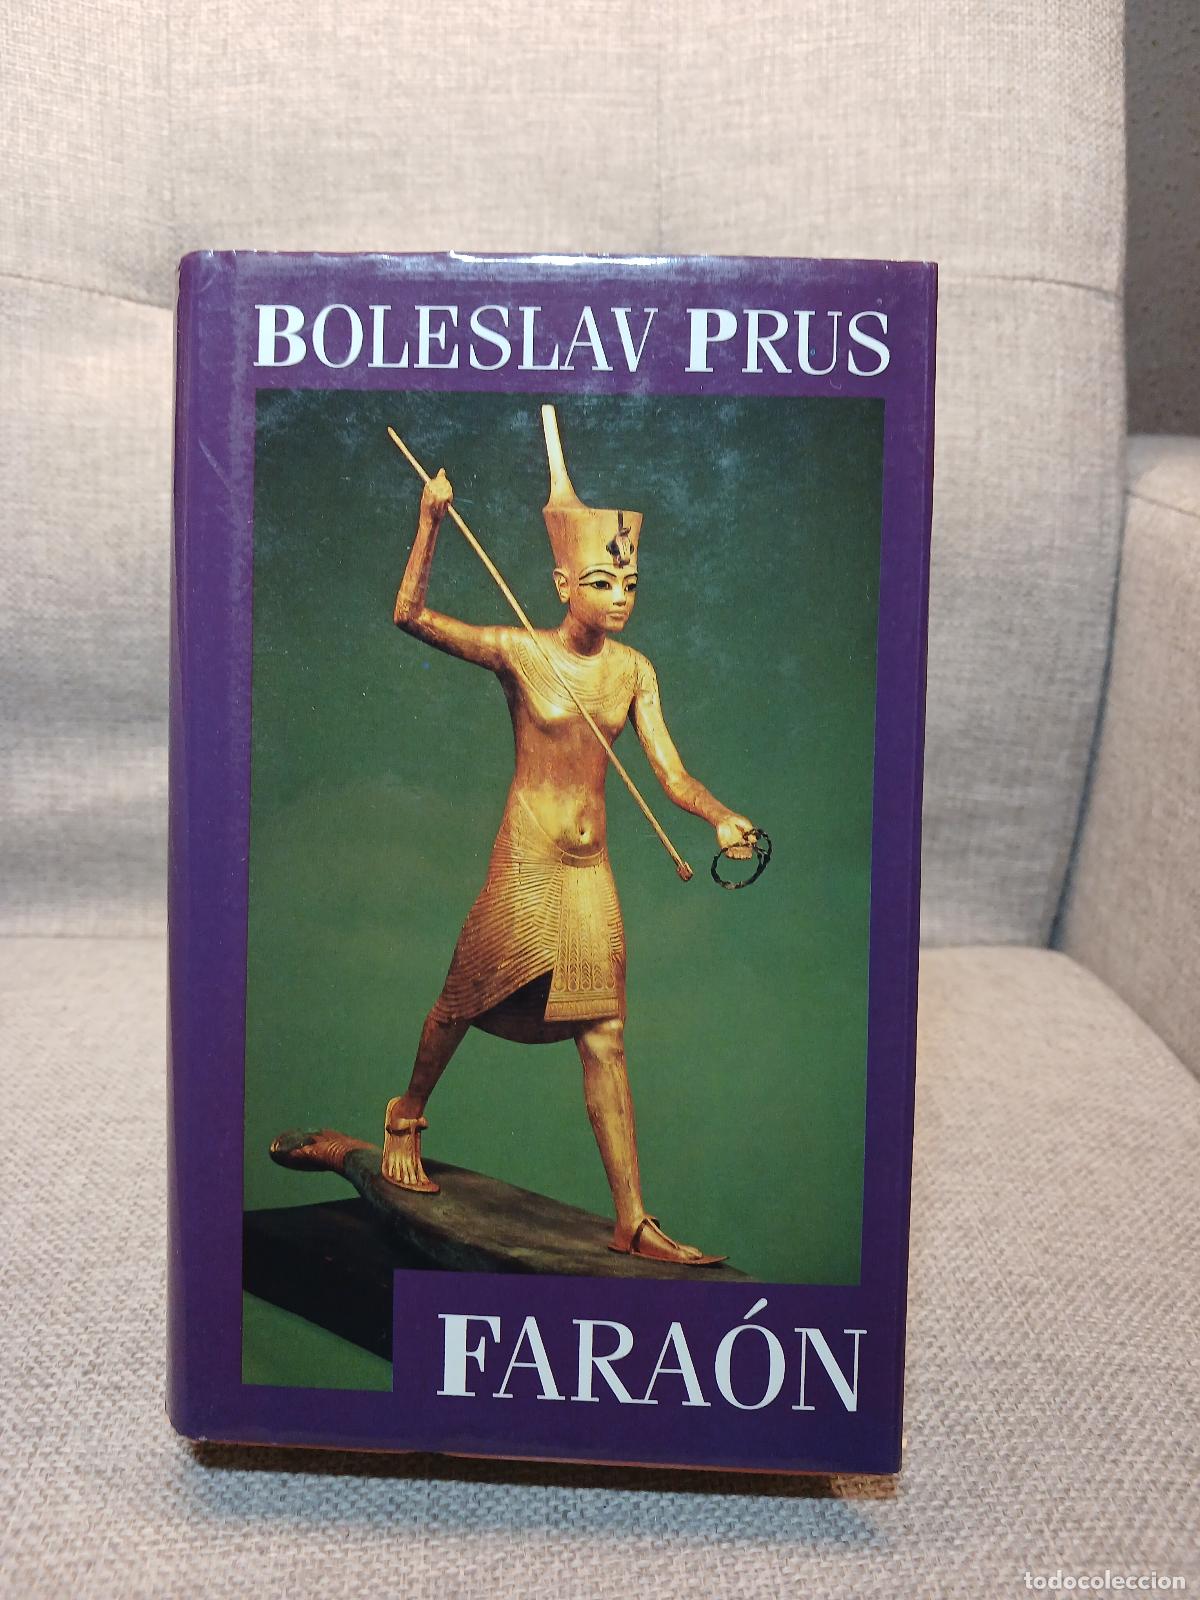 BOLESLAV PRUS
FARAÓN
todocoleccion